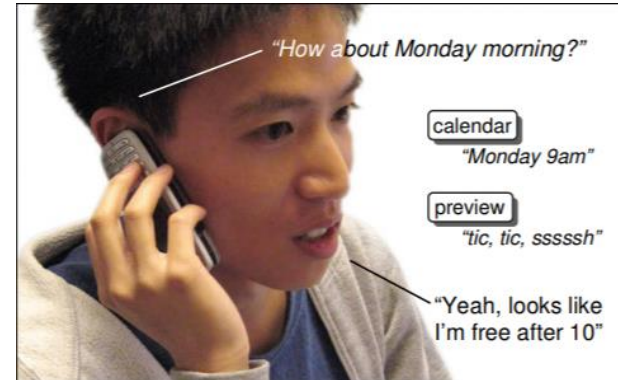 “How about Monday morning?”
calendar
“Monday 9am”
preview
“tic, tic, sssssh”
“Yeah, looks like
I’m free after 10”